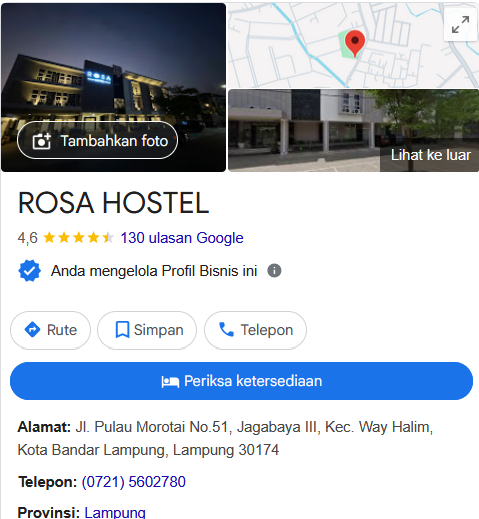 ROSA
Tambahkan foto
Lihat ke luar
ROSA HOSTEL
4,6 130 ulasan Google
Anda mengelola Profil Bisnis ini
Rute Simpan Telepon
Periksa ketersediaan
Alamat: Jl. Pulau Morotai No.51, Jagabaya III, Kec. Way Halim,
Kota Bandar Lampung, Lampung 30174
Telepon: (0721) 5602780
Provinsi: Lampung